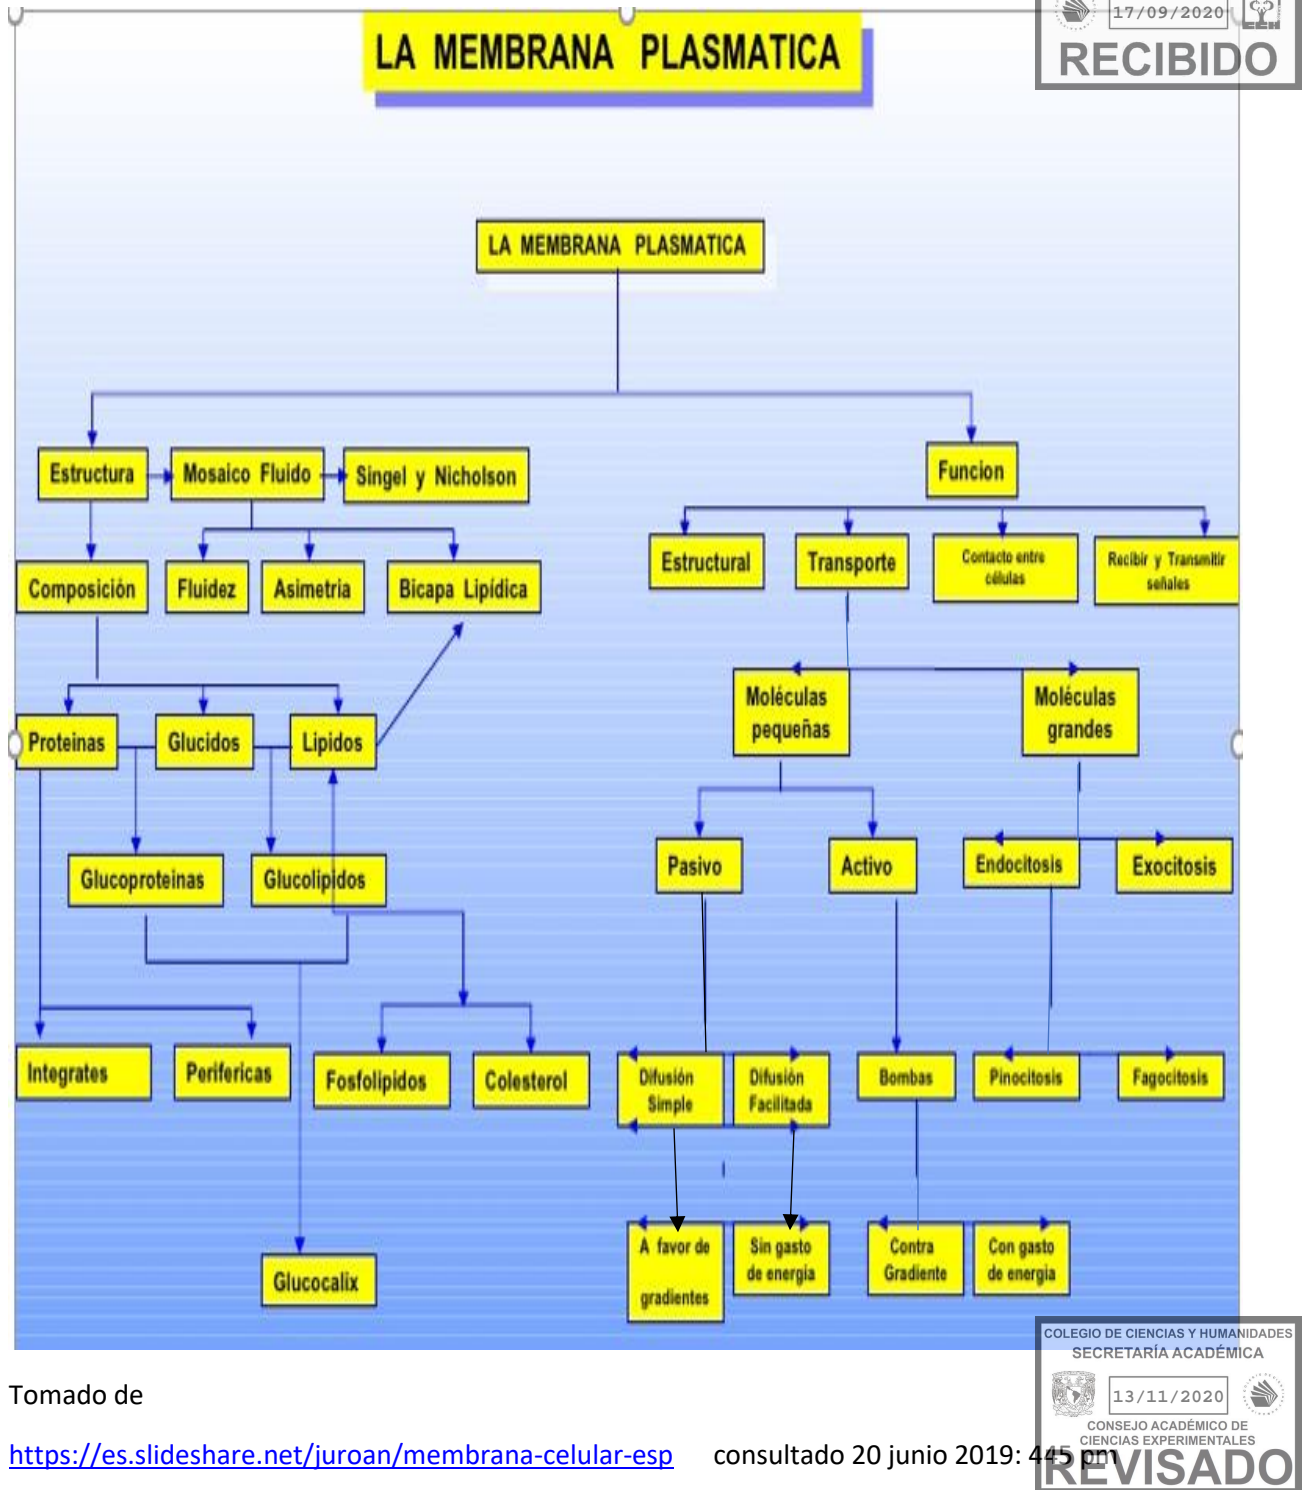 17/09/2020
RECIBIDO
LA MEMBRANA PLASMATICA
LA MEMBRANA PLASMATICA
Estructura
Mosaico Fluido
Singel y Nicholson
Funcion
Composición
Fluidez
Asimetria
Bicapa Lipídica
Estructural
Transporte
Contacto entre
células
Recibir y Transmitir
señales
Proteinas
Glucidos
Lipidos
Moléculas
pequeñas
Moléculas
grandes
Glucoproteinas
Glucolipidos
Pasivo
Activo
Endocitosis
Exocitosis
Integrates
Perifericas
Fosfolipidos
Colesterol
Difusión
Simple
Difusión
Facilitada
Bombas
Pinocitosis
Fagocitosis
Glucocalix
A favor de
gradientes
Sin gasto
de energia
Contra
Gradiente
Con gasto
de energia
COLEGIO DE CIENCIAS Y HUMANIDADES
SECRETARÍA ACADÉMICA
13/11/2020
CONSEJO ACADÉMICO DE
CIENCIAS EXPERIMENTALES
REVISADO
Tomado de
https://es.slideshare.net/juroan/membrana-celular-esp consultado 20 junio 2019: 445 pm